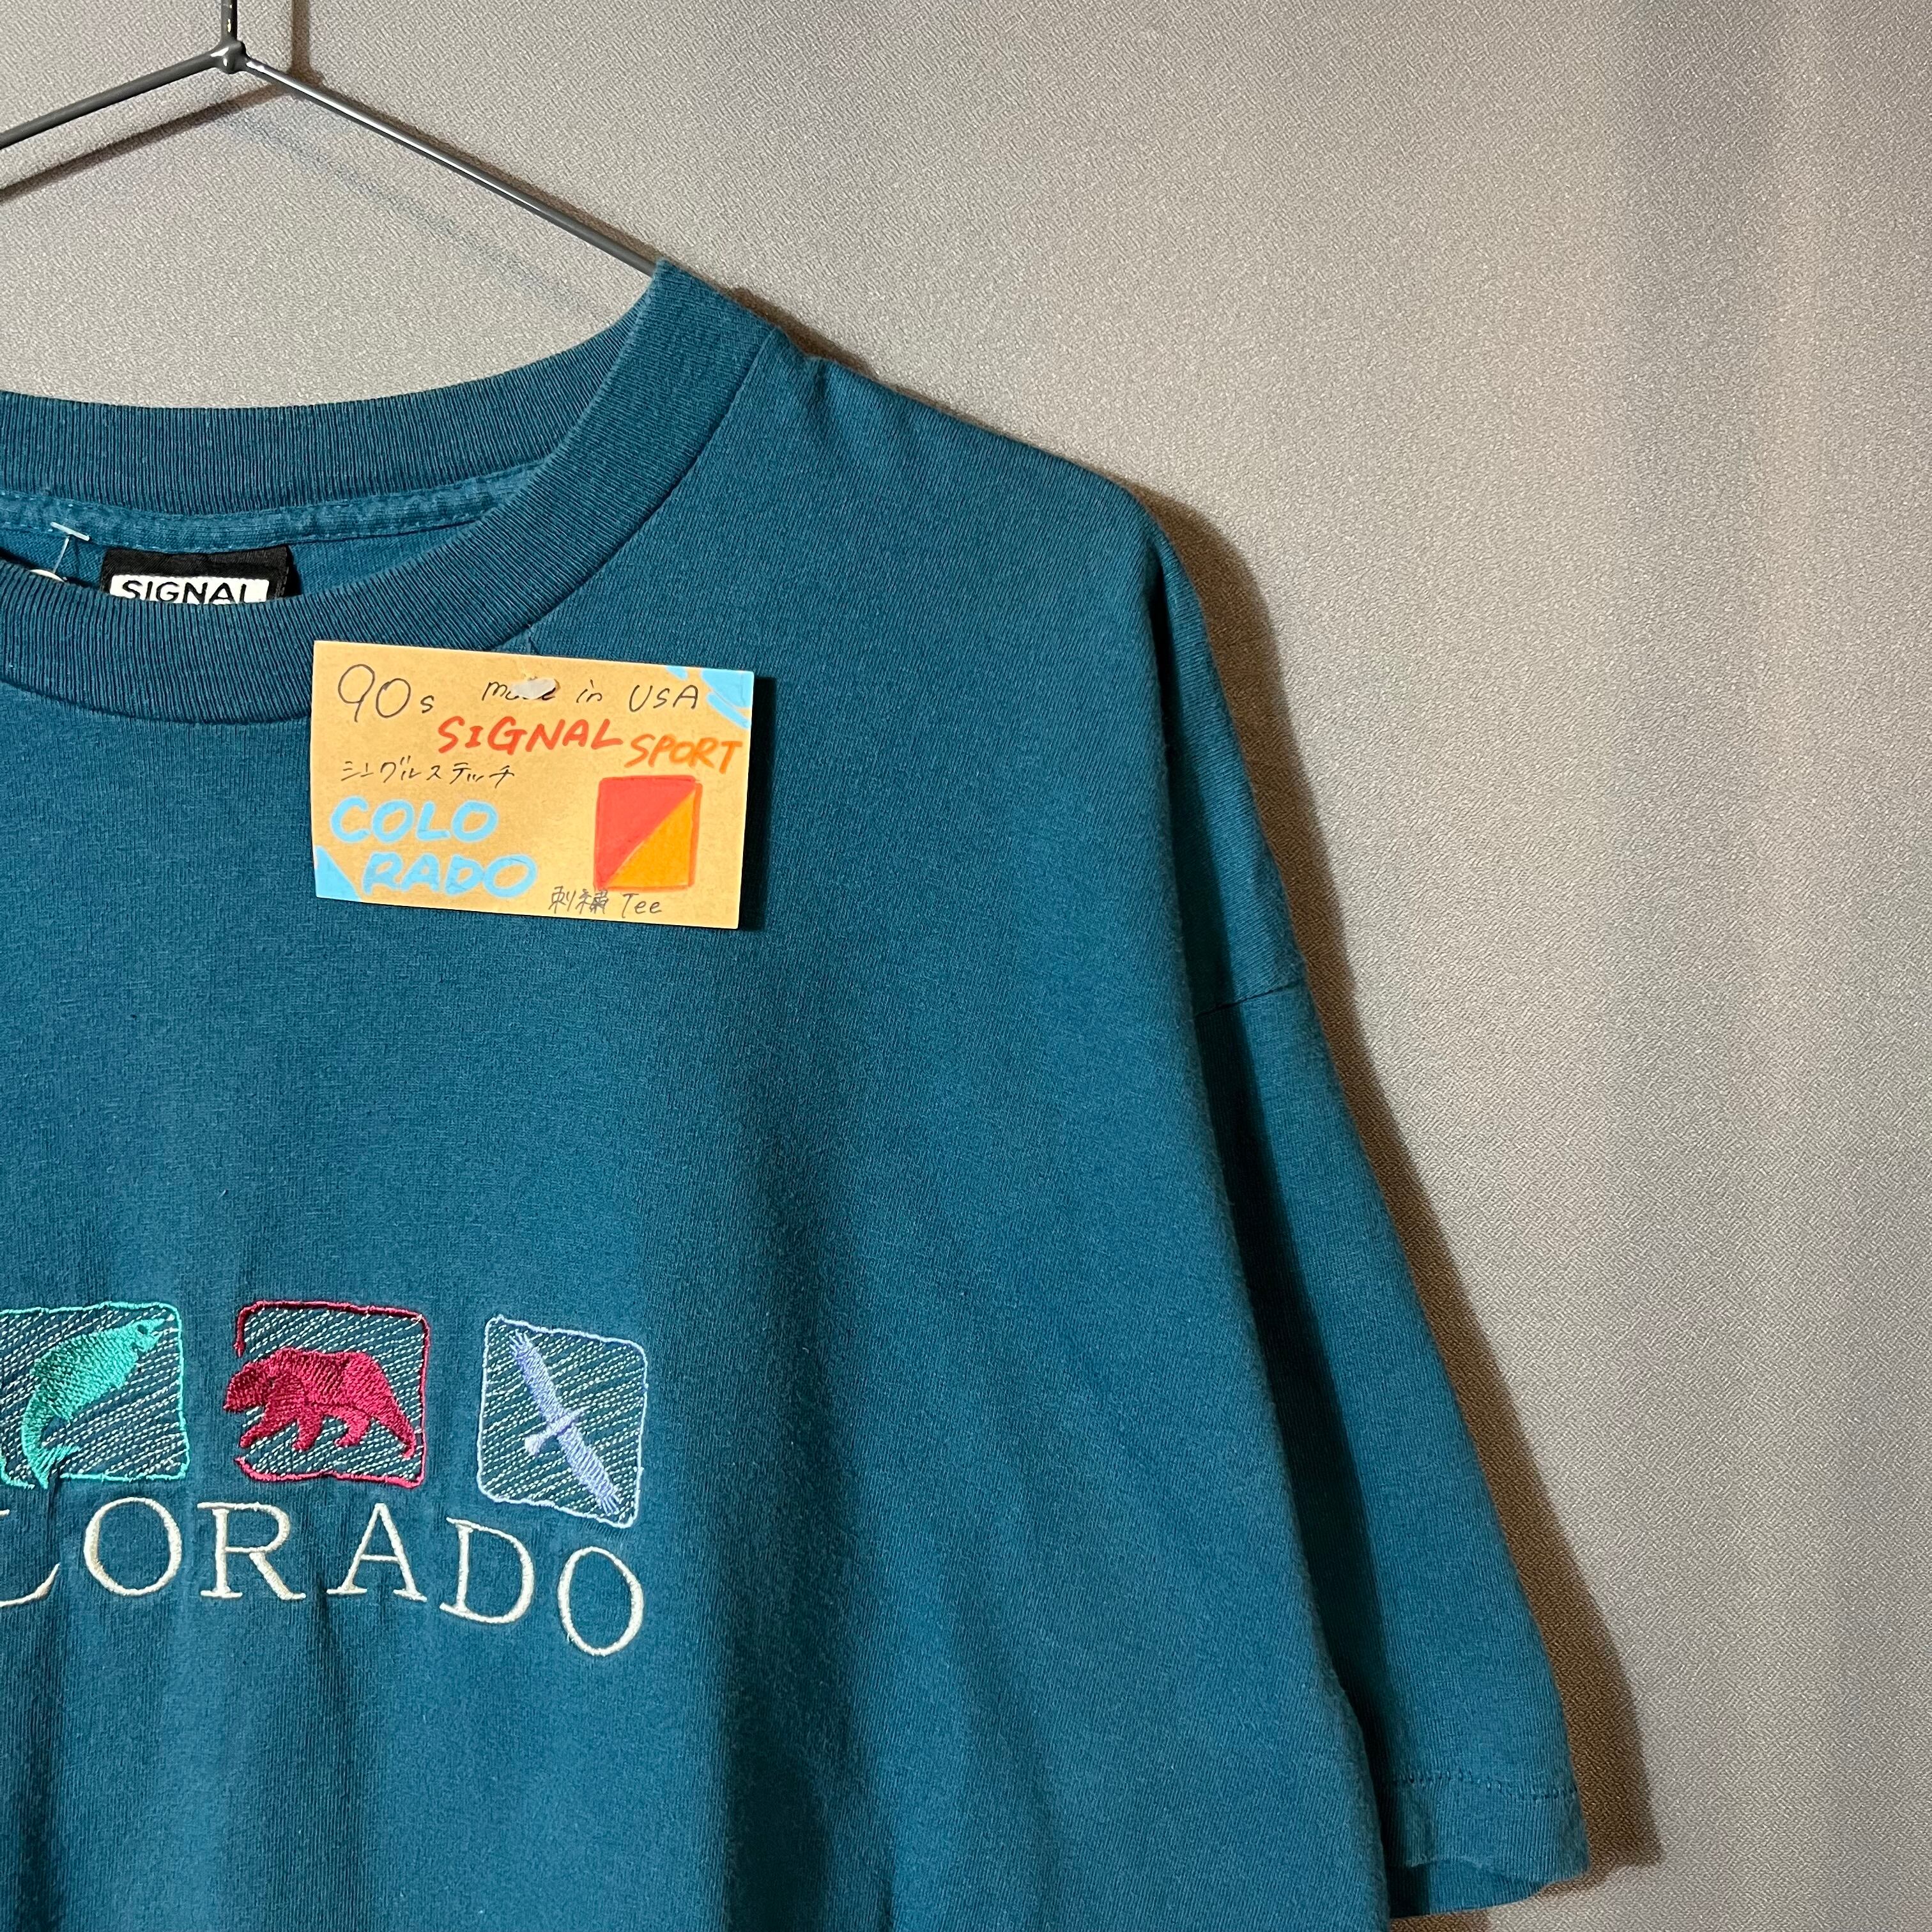 SIGNAL
90s made in USA
SIGNAL SPORT
シングルステッチ
COLO
RADO
刺繍 Tee
LORADO